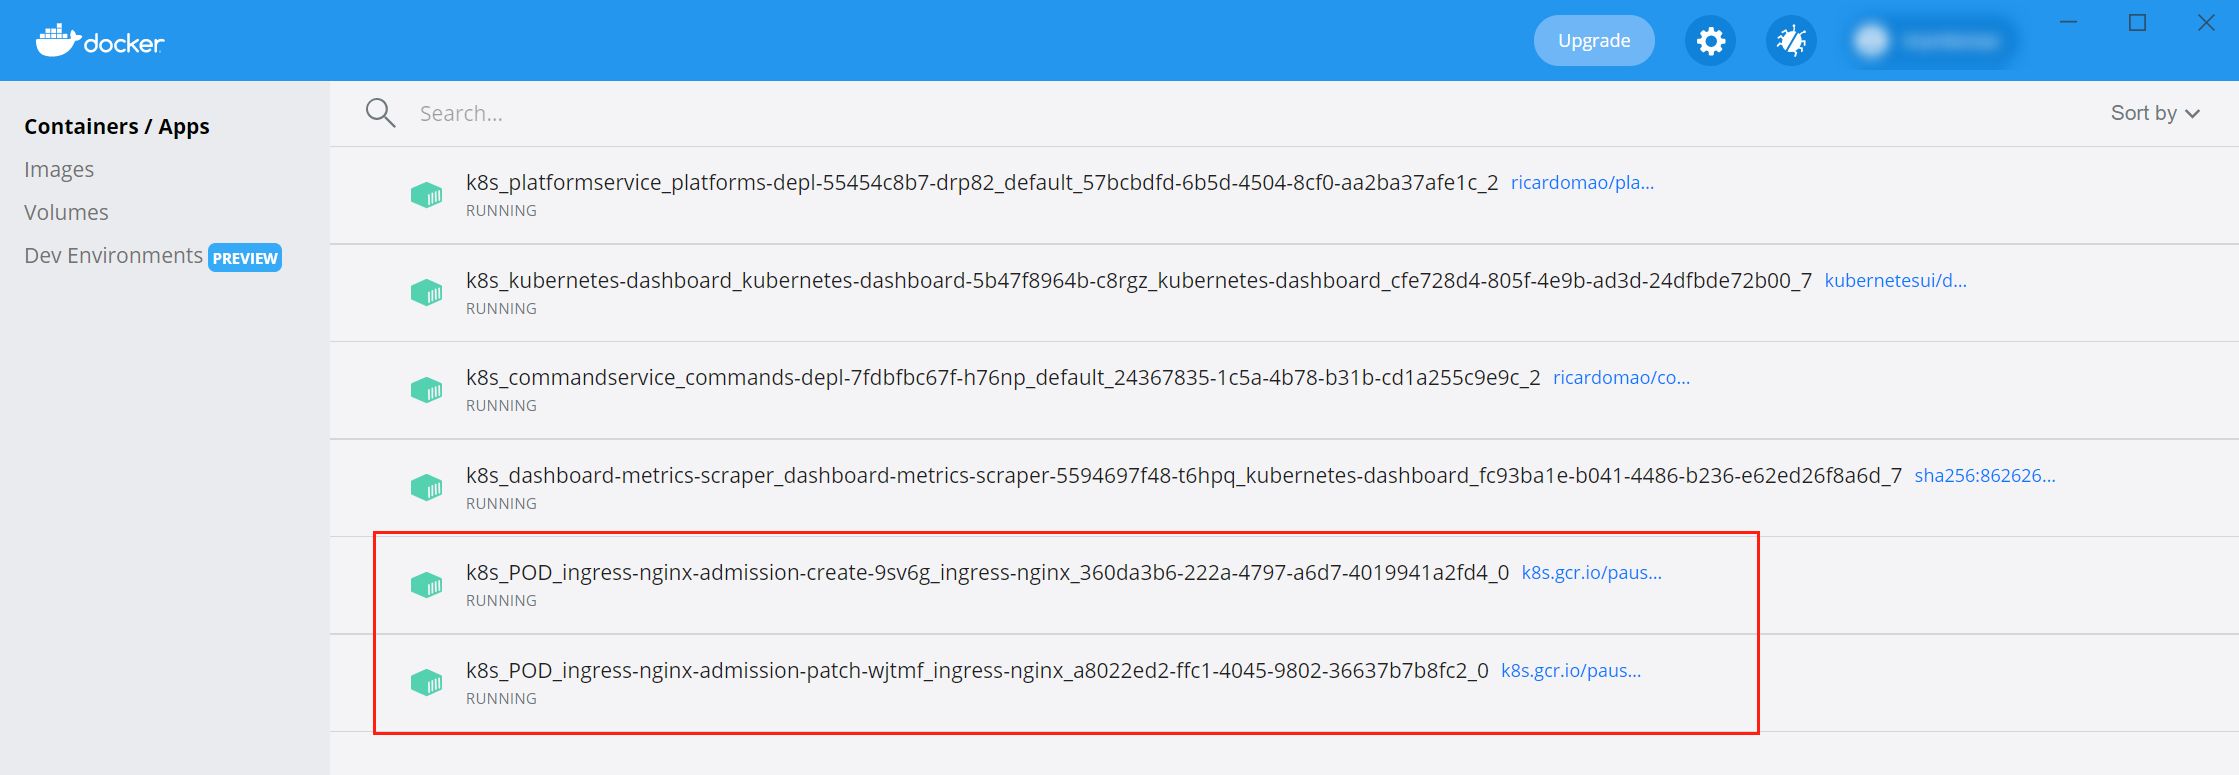 docker
Upgrade
Containers / Apps
Images
Volumes
Dev Environments PREVIEW
Search...
Sort by
k8s_platformservice_platforms-depl-55454c8b7-drp82_default_57bcbdfd-6b5d-4504-8cf0-aa2ba37afe1c_2 ricardomao/pla...
RUNNING
k8s_kubernetes-dashboard_kubernetes-dashboard-5b47f8964b-c8rgz_kubernetes-dashboard_cfe728d4-805f-4e9b-ad3d-24dfbde72b00_7 kubernetesui/d...
RUNNING
k8s_commandservice_commands-depl-7fdbfbc67f-h76np_default_24367835-1c5a-4b78-b31b-cd1a255c9e9c_2 ricardomao/co...
RUNNING
k8s_dashboard-metrics-scraper_dashboard-metrics-scraper-5594697f48-t6hpq_kubernetes-dashboard_fc93ba1e-b041-4486-b236-e62ed26f8a6d_7 sha256:862626...
RUNNING
k8s_POD_ingress-nginx-admission-create-9sv6g_ingress-nginx_360da3b6-222a-4797-a6d7-4019941a2fd4_0 k8s.gcr.io/paus...
RUNNING
k8s_POD_ingress-nginx-admission-patch-wjtmf_ingress-nginx_a8022ed2-ffc1-4045-9802-36637b7b8fc2_0 k8s.gcr.io/paus...
RUNNING